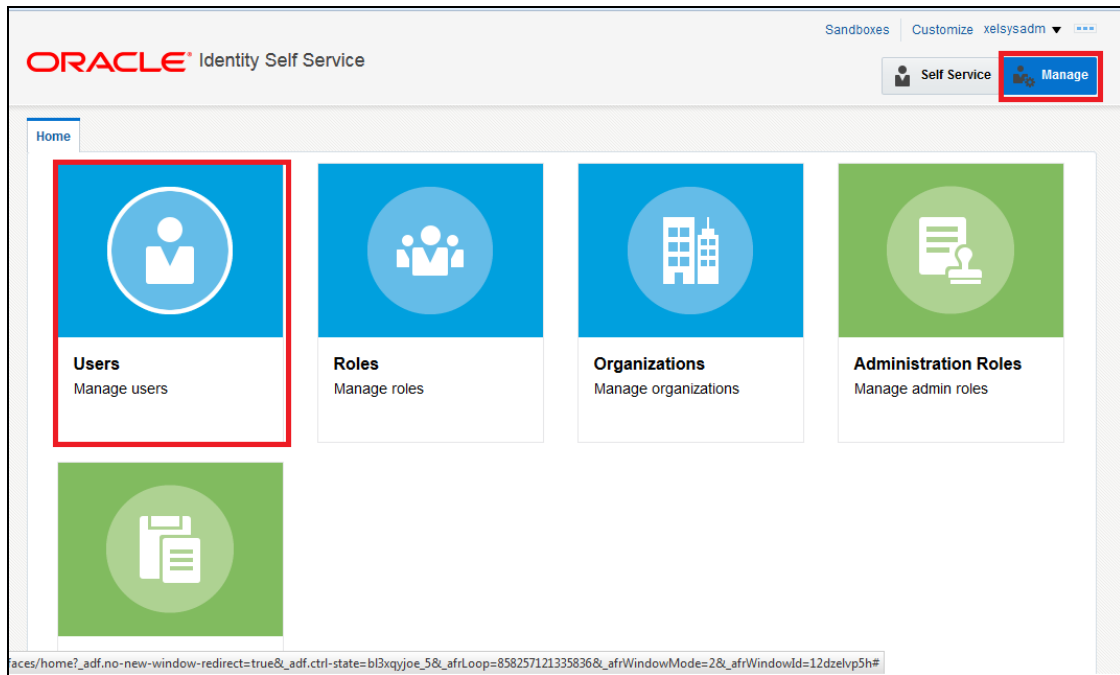 Sandboxes Customize xelsysadm
ORACLE® Identity Self Service
Self Service Manage
Home
Users
Manage users
Roles
Manage roles
Organizations
Manage organizations
Administration Roles
Manage admin roles
faces/home?_adf.no-new-window-redirect=true&_adf.ctrl-state=bl3xqyjoe_5&_afrLoop=858257121335836&_afrWindowMode=2&_afrWindowId=12dzelvp5h#